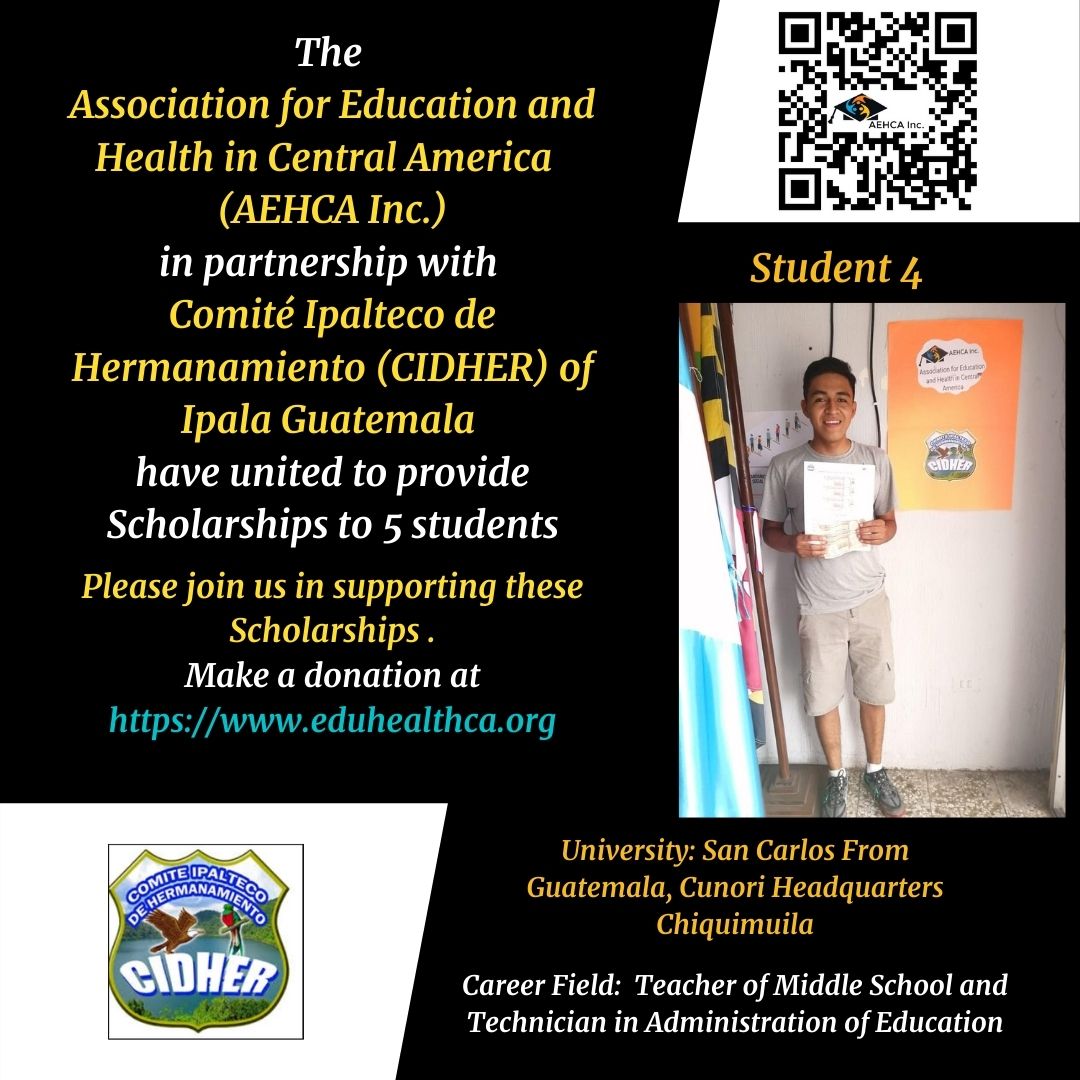 The
Association for Education and
Health in Central America
(AEHCA Inc.)
in partnership with
Comité Ipalteco de
Hermanamiento (CIDHER) of
Ipala Guatemala
have united to provide
Scholarships to 5 students
Please join us in supporting these
Scholarships .
Make a donation at
https://www.eduhealthca.org
AEHCA Inc.
Student 4
AEHCA Inc.
Association for Education
and Health in Central
America
CIDHER
COMITE IPALTECO
DE HERMANAMIENTO
CIDHER
University: San Carlos From
Guatemala, Cunori Headquarters
Chiquimuila
Career Field: Teacher of Middle School and
Technician in Administration of Education